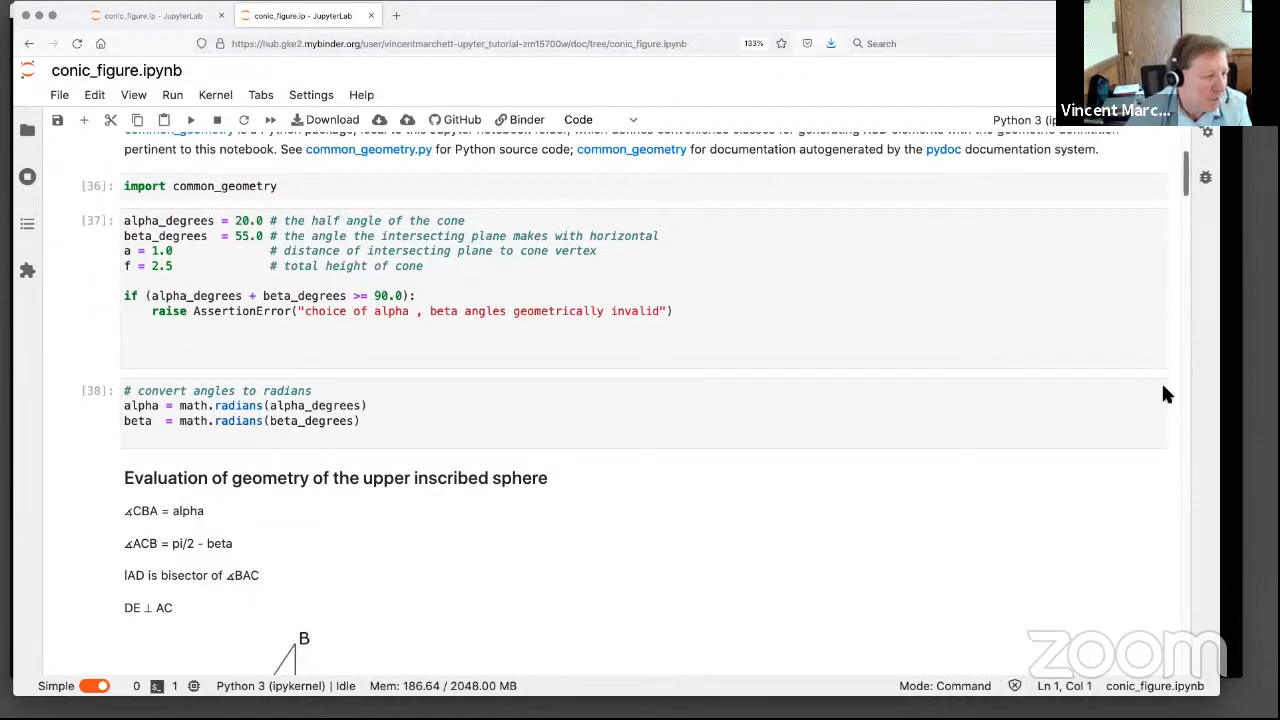 conic_figure.ip - JupyterLab
conic_figure.ip - JupyterLab
https://hub.gke2.mybinder.org/user/vincentmarchett-upyter_tutorial-zm15700w/doc/tree/conic_figure.ipynb
133%
Search
conic_figure.ipynb
File Edit View Run Kernel Tabs Settings Help
Vincent Marc...
Download GitHub Binder Code Python 3 (ip
pertinent to this notebook. See common_geometry.py for Python source code; common_geometry for documentation autogenerated by the pydoc documentation system.
[36]: import common_geometry
[37]: alpha_degrees = 20.0 # the half angle of the cone
beta_degrees = 55.0 # the angle the intersecting plane makes with horizontal
a = 1.0 # distance of intersecting plane to cone vertex
f = 2.5 # total height of cone
if (alpha_degrees + beta_degrees >= 90.0):
raise AssertionError("choice of alpha , beta angles geometrically invalid")
[38]: # convert angles to radians
alpha = math.radians(alpha_degrees)
beta = math.radians(beta_degrees)
Evaluation of geometry of the upper inscribed sphere
∡CBA = alpha
∡ACB = pi/2 - beta
lAD is bisector of ∡BAC
DE ⊥ AC
B
zoom
Simple 0 1 Python 3 (ipykernel) | Idle Mem: 186.64 / 2048.00 MB Mode: Command Ln 1, Col 1 conic_figure.ipynb